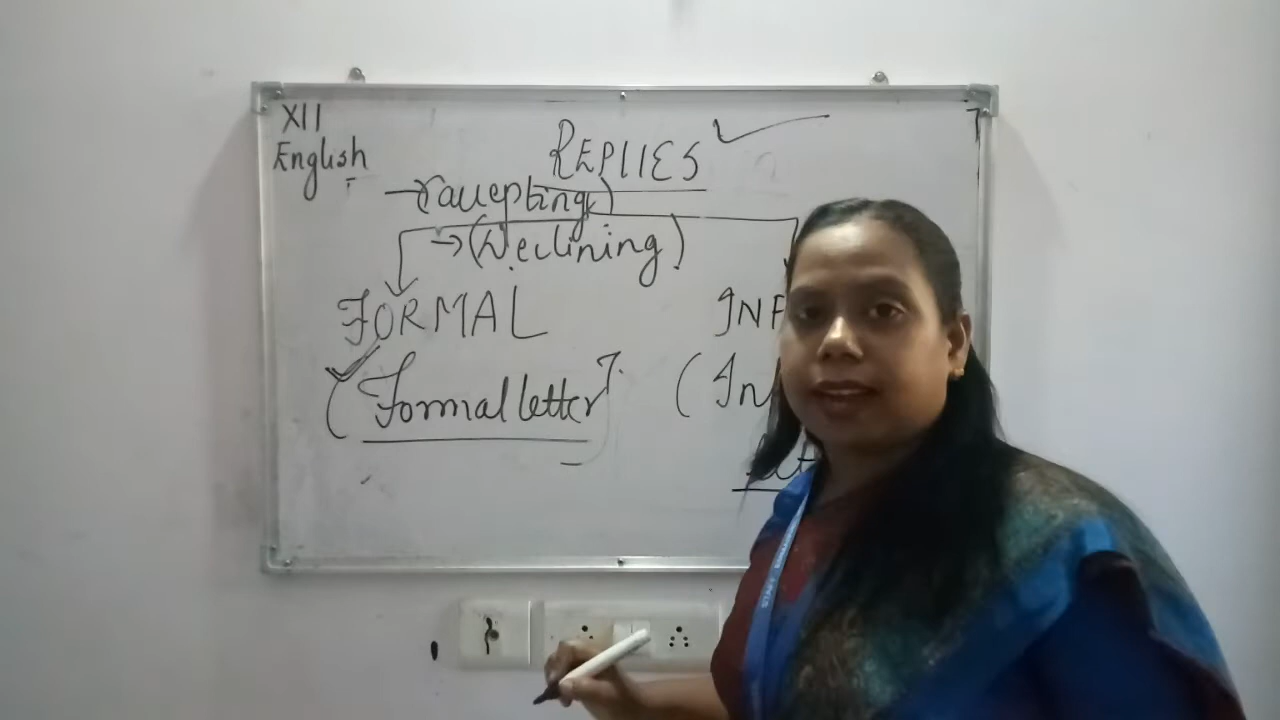 XII
English
REPLIES
→(accepting)
→(Declining)
FORMAL INF
(Formal letter) (In